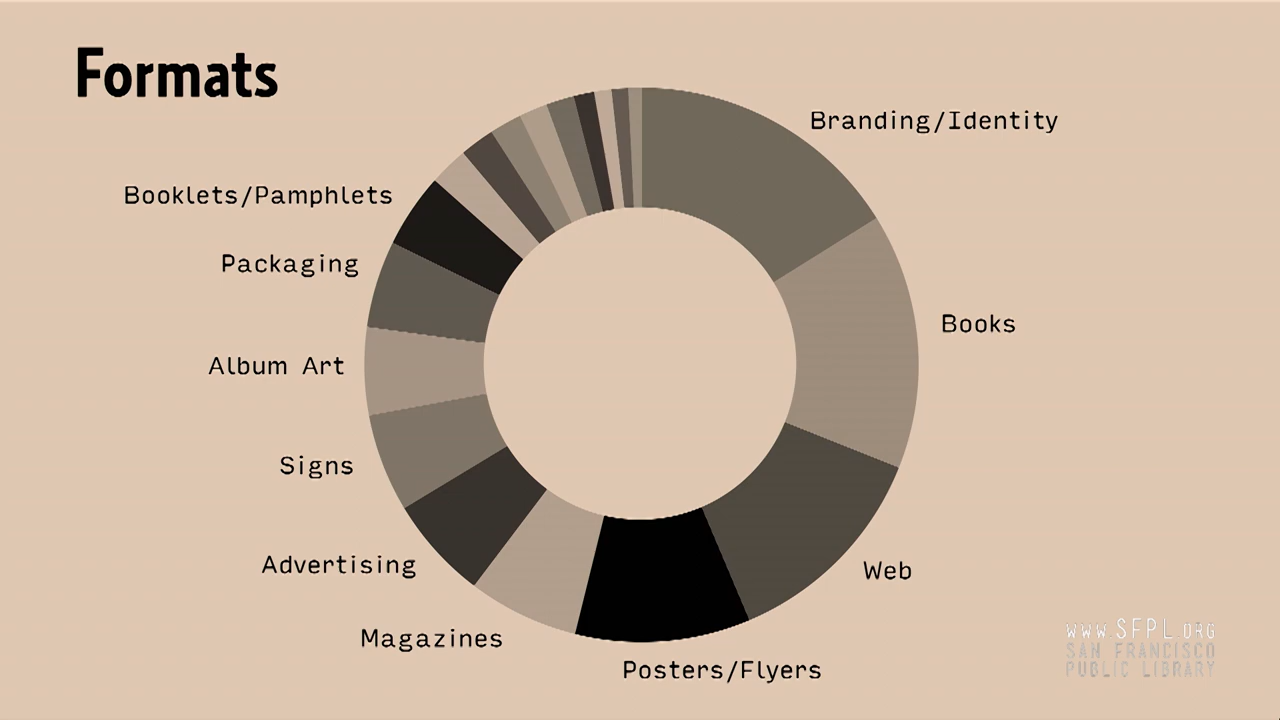 Formats
Branding/Identity
Books
Web
Posters/Flyers
Magazines
Advertising
Signs
Album Art
Packaging
Booklets/Pamphlets
WWW.SFPL.ORG
SAN FRANCISCO
PUBLIC LIBRARY